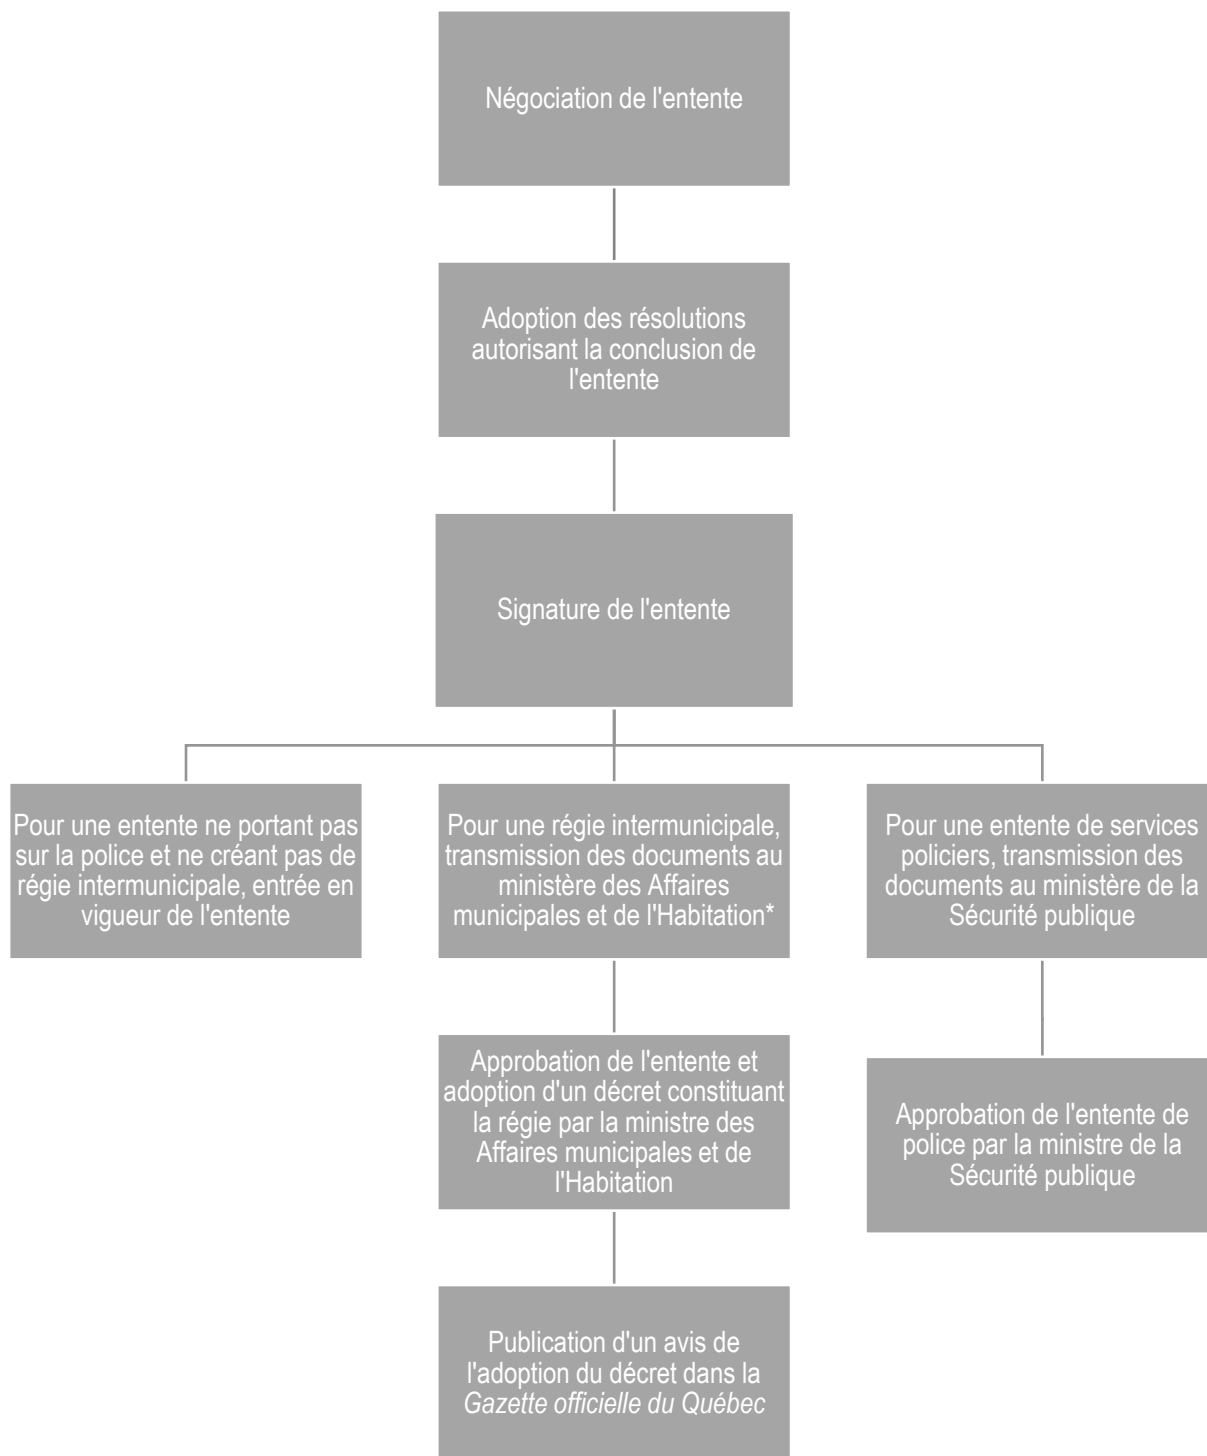 Négociation de l'entente
Adoption des résolutions
autorisant la conclusion de
l'entente
Signature de l'entente
Pour une entente ne portant pas
sur la police et ne créant pas de
régie intermunicipale, entrée en
vigueur de l'entente
Pour une régie intermunicipale,
transmission des documents au
ministère des Affaires
municipales et de l'Habitation*
Pour une entente de services
policiers, transmission des
documents au ministère de la
Sécurité publique
Approbation de l'entente et
adoption d'un décret constituant
la régie par la ministre des
Affaires municipales et de
l'Habitation
Approbation de l'entente de
police par la ministre de la
Sécurité publique
Publication d'un avis de
l'adoption du décret dans la
Gazette officielle du Québec